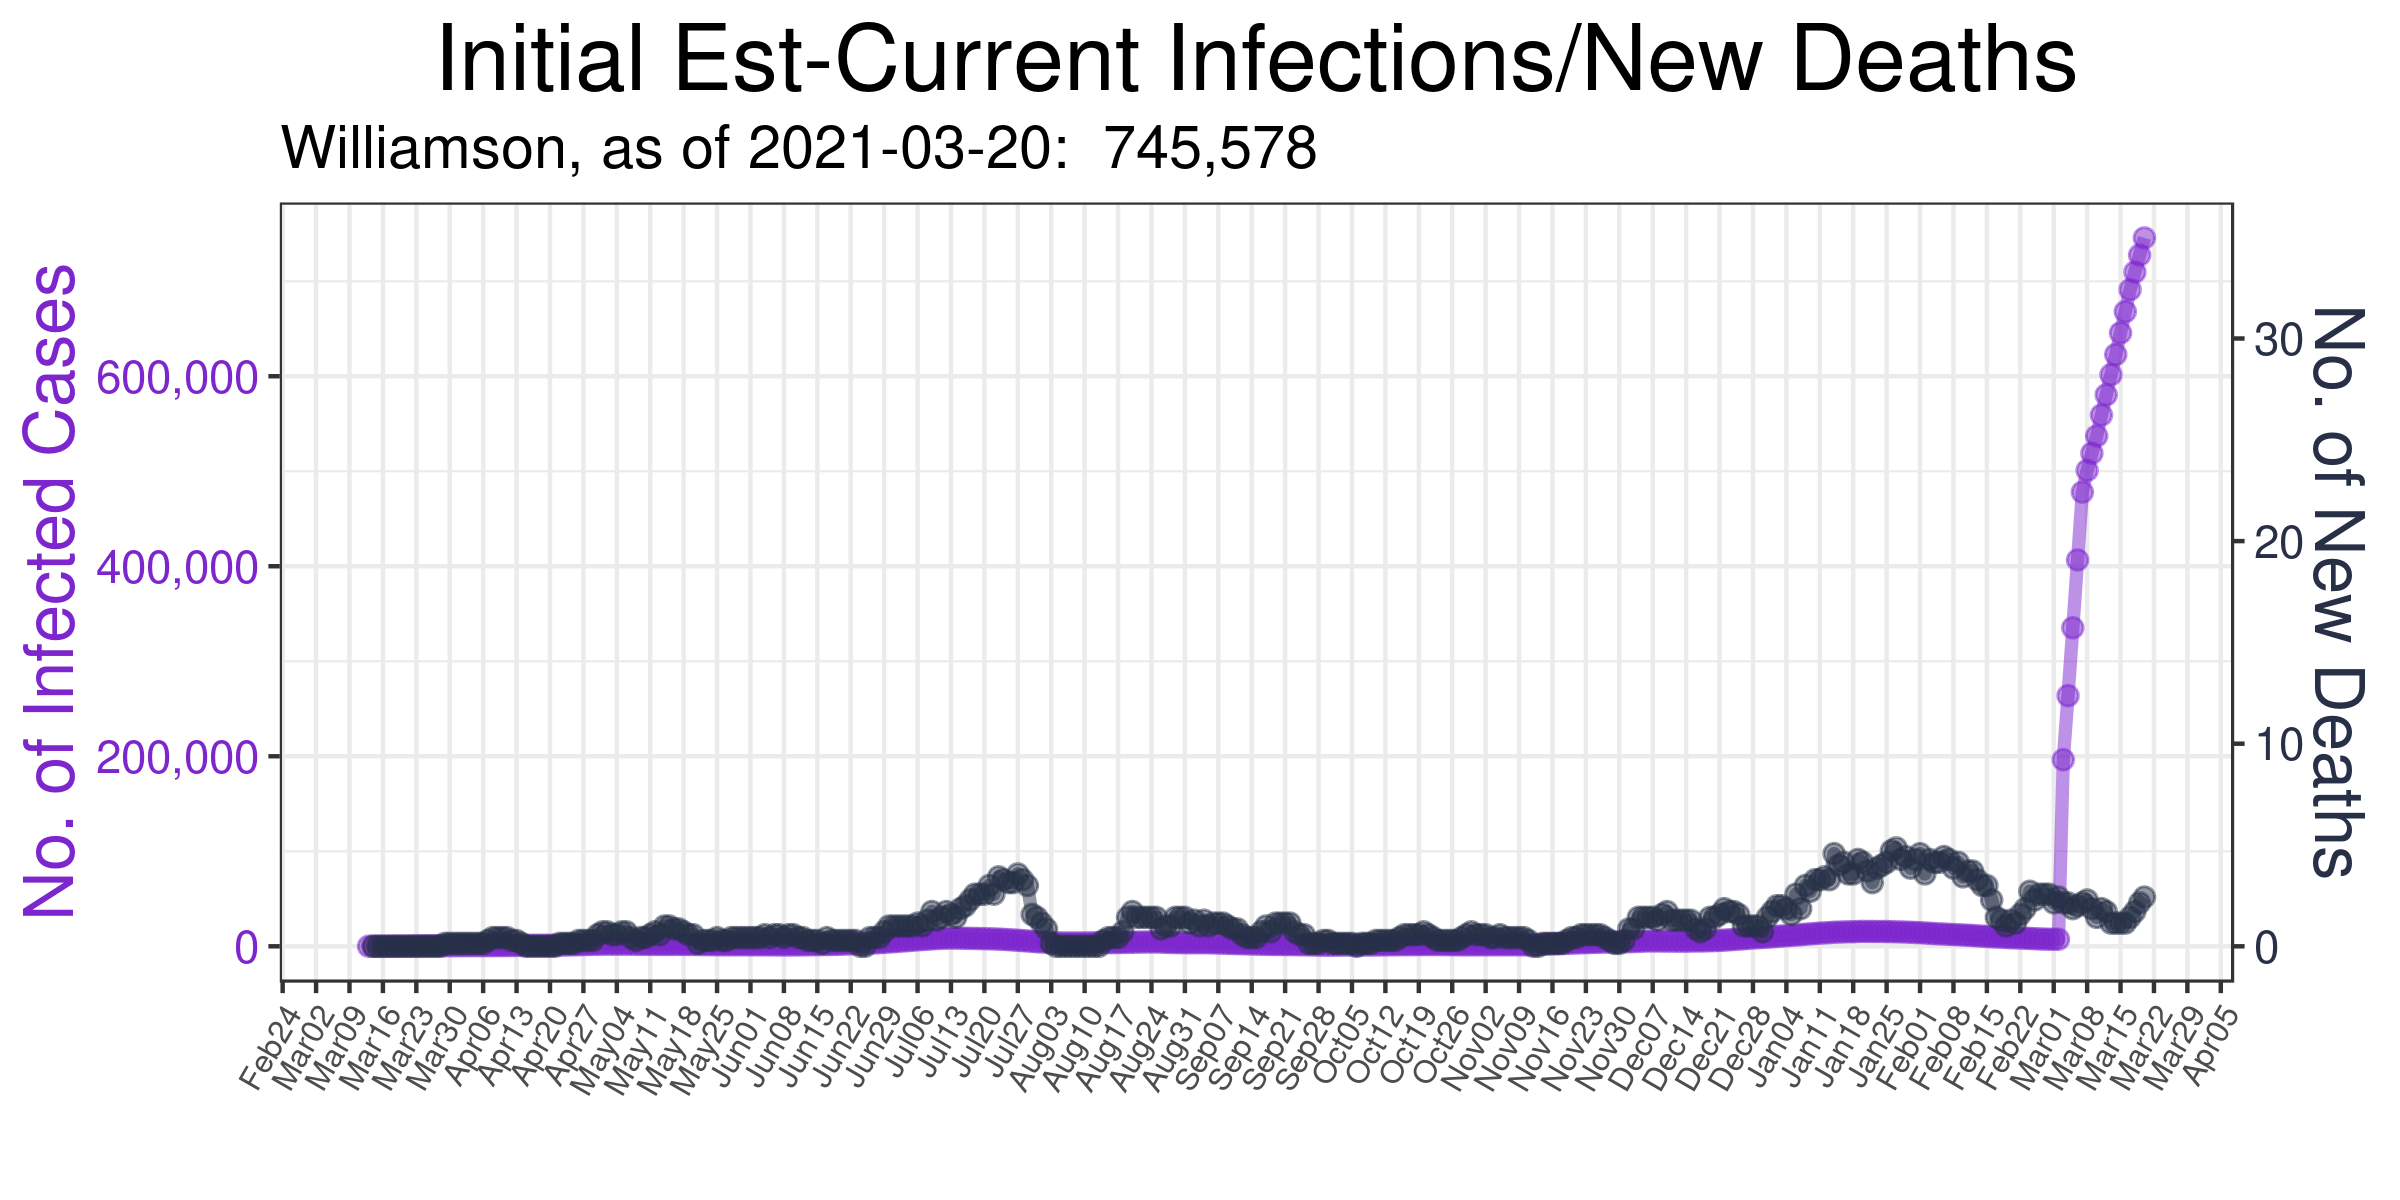 Initial Est-Current Infections/New Deaths
Williamson, as of 2021-03-20:  745,578
No. of Infected Cases
600,000
400,000
200,000
0
30
20
10
0
No. of New Deaths
Feb24
Mar02
Mar09
Mar16
Mar23
Mar30
Apr06
Apr13
Apr20
Apr27
May04
May11
May18
May25
Jun01
Jun08
Jun15
Jun22
Jun29
Jul06
Jul13
Jul20
Jul27
Aug03
Aug10
Aug17
Aug24
Aug31
Sep07
Sep14
Sep21
Sep28
Oct05
Oct12
Oct19
Oct26
Nov02
Nov09
Nov16
Nov23
Nov30
Dec07
Dec14
Dec21
Dec28
Jan04
Jan11
Jan18
Jan25
Feb01
Feb08
Feb15
Feb22
Mar01
Mar08
Mar15
Mar22
Mar29
Apr05